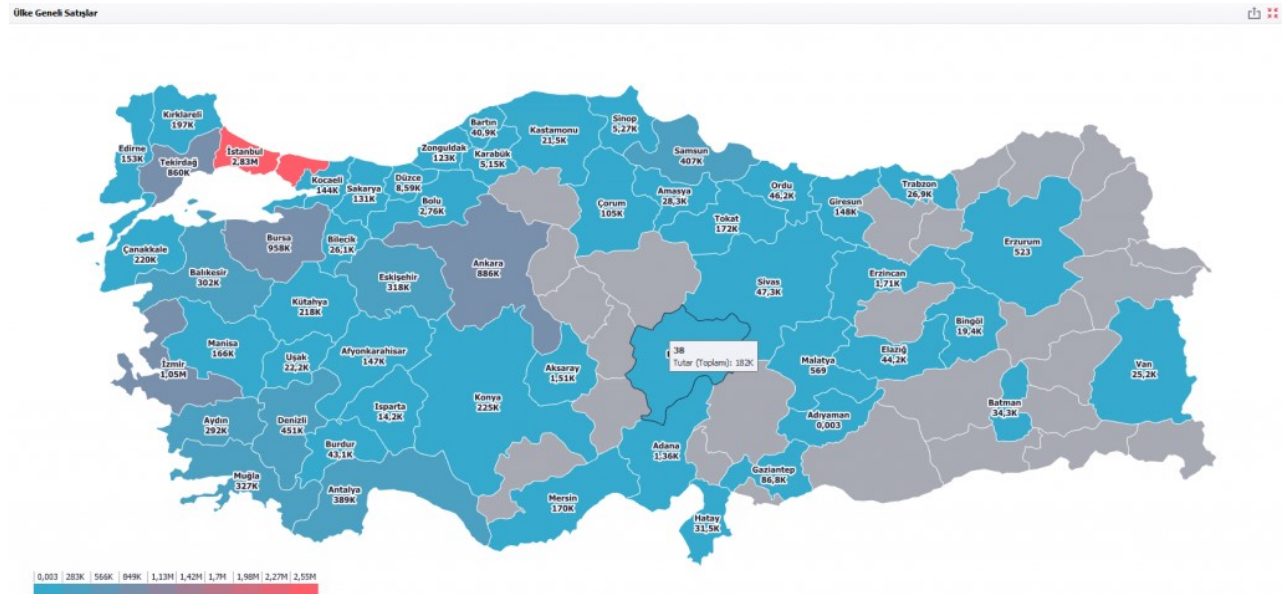 Ülke Geneli Satışlar
Kırklareli
197K
Edirne
153K
Tekirdağ
860K
İstanbul
2,83M
Kocaeli
144K
Sakarya
131K
Düzce
8,59K
Zonguldak
123K
Bartın
40,9K
Karabük
5,15K
Kastamonu
21,5K
Sinop
5,27K
Samsun
407K
Bolu
2,76K
Çorum
105K
Amasya
28,3K
Tokat
172K
Ordu
46,2K
Giresun
148K
Trabzon
26,9K
Erzurum
523
Çanakkale
220K
Balıkesir
302K
Bursa
958K
Bilecik
26,1K
Eskişehir
318K
Ankara
886K
Sivas
47,3K
Erzincan
1,71K
Bingöl
19,4K
Kütahya
218K
Manisa
166K
Uşak
22,2K
Afyonkarahisar
147K
İzmir
1,05M
Aksaray
1,51K
38
Tutar (Toplamı): 182K
Malatya
569
Elazığ
44,2K
Van
25,2K
Batman
34,3K
Adıyaman
0,003
Konya
225K
Isparta
14,2K
Aydın
292K
Denizli
451K
Burdur
43,1K
Muğla
327K
Antalya
389K
Mersin
170K
Adana
1,36K
Gaziantep
86,8K
Hatay
31,5K
0,003 283K 566K 849K 1,13M 1,42M 1,7M 1,98M 2,27M 2,55M